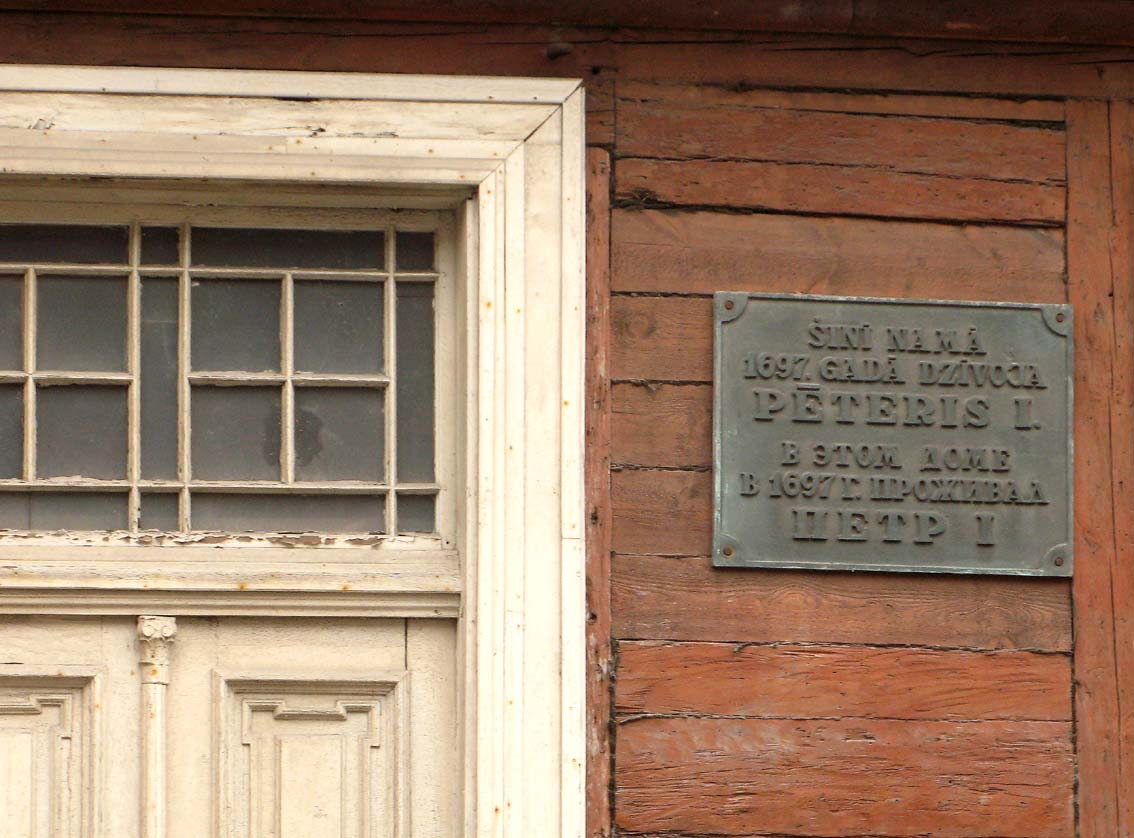 ŠINĪ NAMĀ
1697. GADĀ DZĪVOJA
PĒTERIS I.
В ЭТОМ ДОМЕ
В 1697 Г. ПРОЖИВАЛ
ПЕТР I